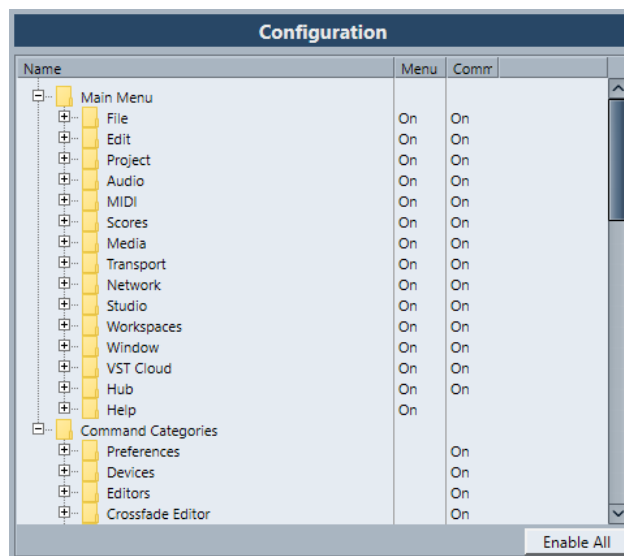 Configuration
Name Menu Comm
Main Menu
File On On
Edit On On
Project On On
Audio On On
MIDI On On
Scores On On
Media On On
Transport On On
Network On On
Studio On On
Workspaces On On
Window On On
VST Cloud On On
Hub On On
Help On
Command Categories
Preferences On
Devices On
Editors On
Crossfade Editor On
Enable All